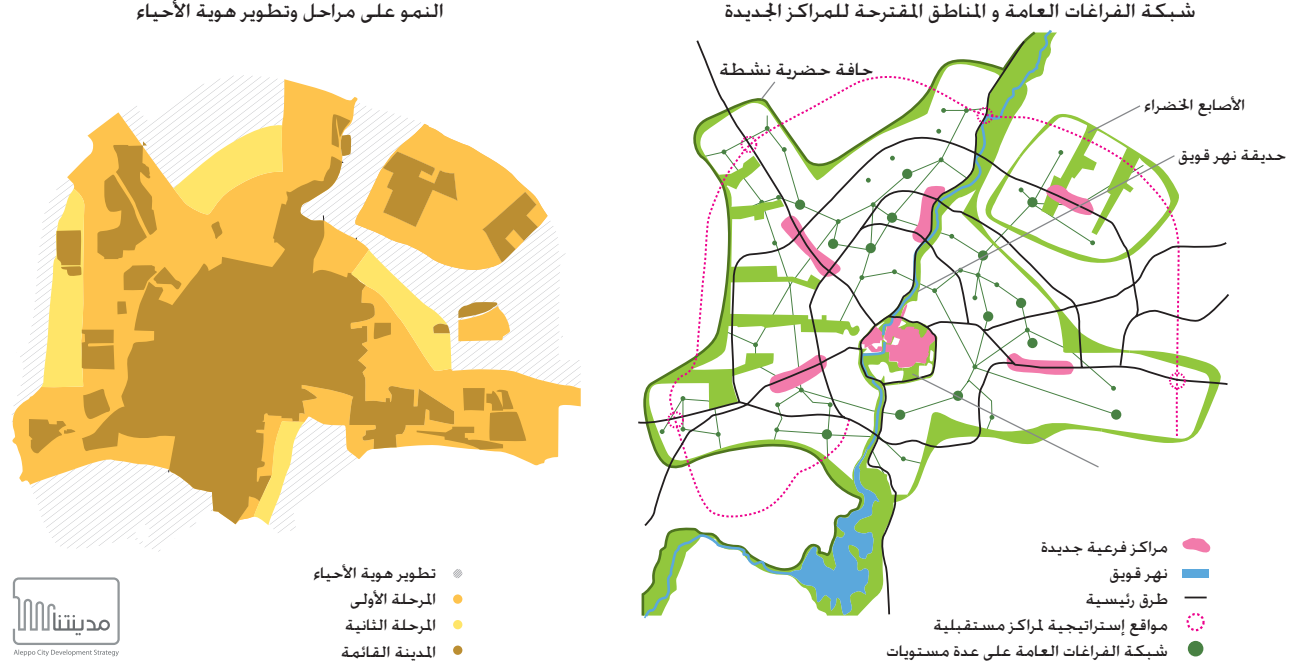 شبكة الفراغات العامة و المناطق المقترحة للمراكز الجديدة
حافة حضرية نشطة
الأصابع الخضراء
حديقة نهر قويق
مراكز فرعية جديدة
نهر قويق
طرق رئيسية
مواقع إستراتيجية لمراكز مستقبلية
شبكة الفراغات العامة على عدة مستويات
النمو على مراحل وتطوير هوية الأحياء
تطوير هوية الأحياء
المرحلة الأولى
المرحلة الثانية
المدينة القائمة
مدينتنا
Aleppo City Development Strategy